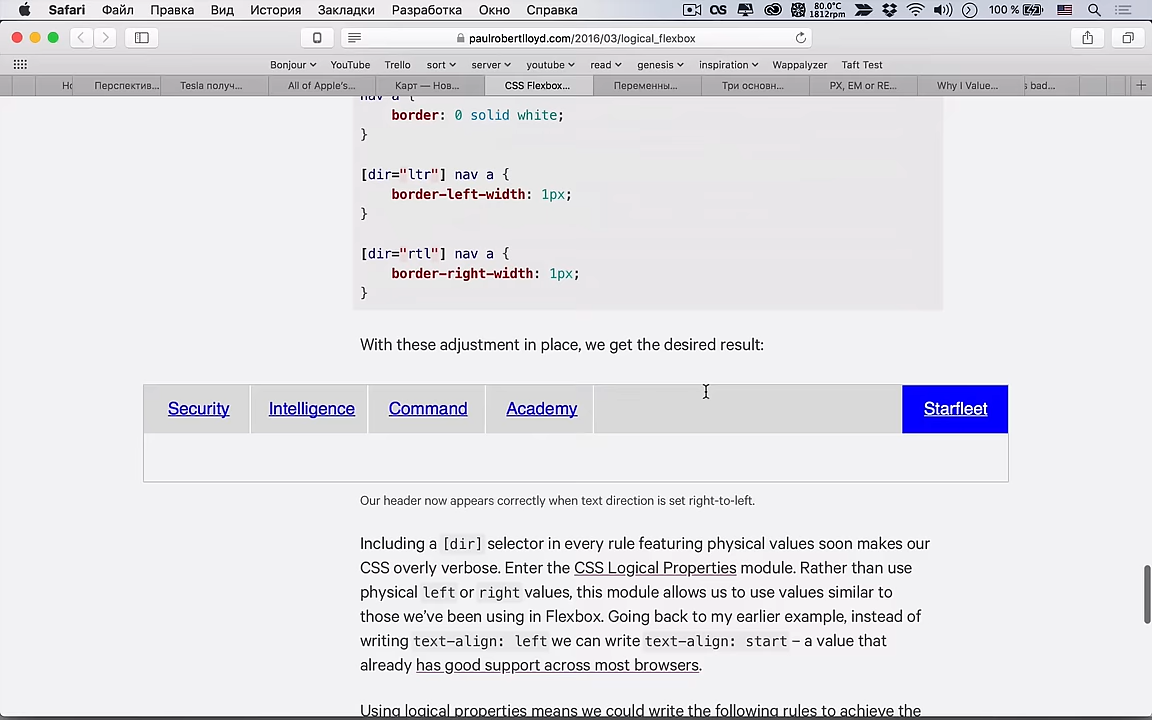 Safari Файл Правка Вид История Закладки Разработка Окно Справка OS 80.0°C 1812rpm 100 %
paulrobertlloyd.com/2016/03/logical_flexbox
Bonjour YouTube Trello sort server youtube read genesis inspiration Wappalyzer Taft Test
Но Перспектив... Tesla получ... All of Apple's... Карт — Нов... CSS Flexbox... Переменны... Три основн... PX, EM or RE... Why I Value... s bad...
nav a {
border: 0 solid white;
}
[dir="ltr"] nav a {
border-left-width: 1px;
}
[dir="rtl"] nav a {
border-right-width: 1px;
}
With these adjustment in place, we get the desired result:
Security Intelligence Command Academy Starfleet
Our header now appears correctly when text direction is set right-to-left.
Including a [dir] selector in every rule featuring physical values soon makes our
CSS overly verbose. Enter the CSS Logical Properties module. Rather than use
physical left or right values, this module allows us to use values similar to
those we've been using in Flexbox. Going back to my earlier example, instead of
writing text-align: left we can write text-align: start – a value that
already has good support across most browsers.
Using logical properties means we could write the following rules to achieve the